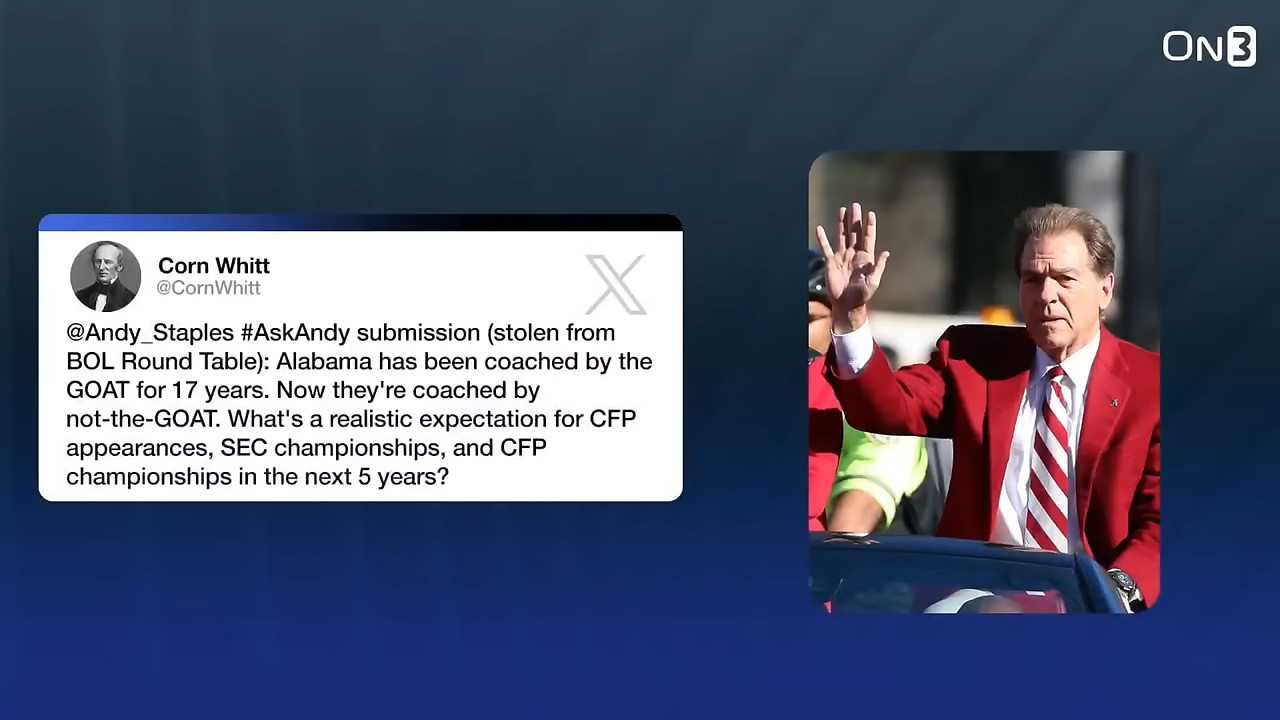 ON3
Corn Whitt
@CornWhitt
@Andy_Staples #AskAndy submission (stolen from
BOL Round Table): Alabama has been coached by the
GOAT for 17 years. Now they're coached by
not-the-GOAT. What's a realistic expectation for CFP
appearances, SEC championships, and CFP
championships in the next 5 years?